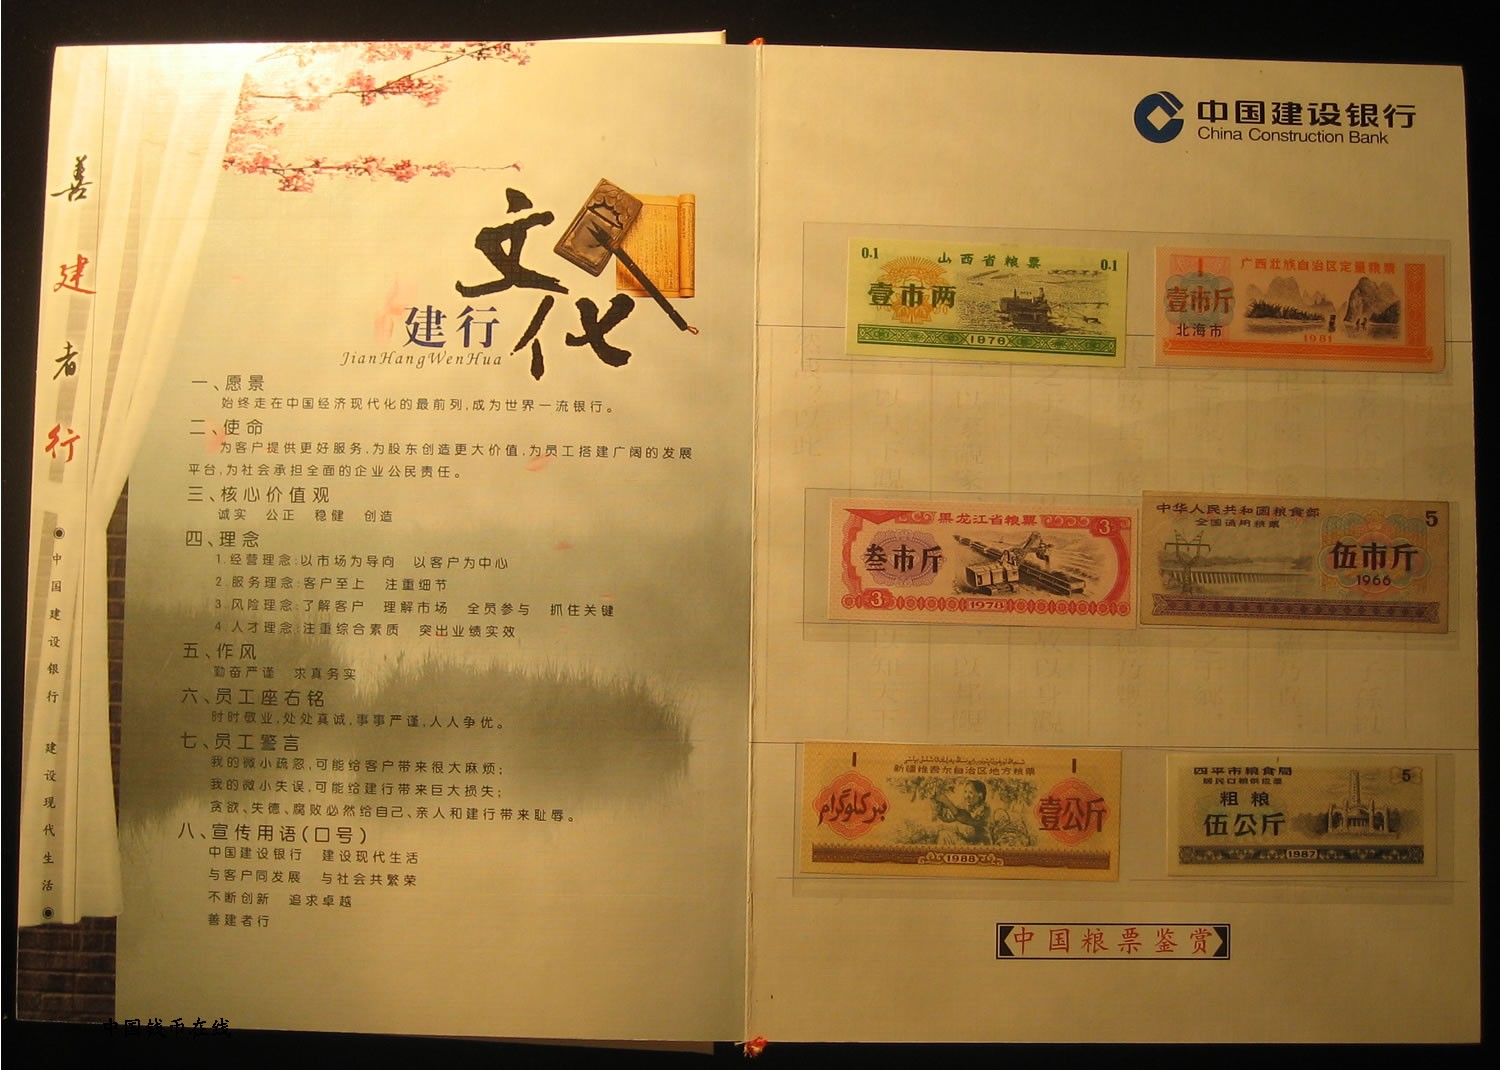 善建者行
中国建设银行 建设现代生活
文化
建行
JianHangWenHua
一、愿景
始终走在中国经济现代化的最前列,成为世界一流银行。
二、使命
为客户提供更好服务,为股东创造更大价值,为员工搭建广阔的发展
平台,为社会承担全面的企业公民责任。
三、核心价值观
诚实 公正 稳健 创造
四、理念
1.经营理念:以市场为导向 以客户为中心
2.服务理念:客户至上 注重细节
3.风险理念:了解客户 理解市场 全员参与 抓住关键
4.人才理念:注重综合素质 突出业绩实效
五、作风
勤奋严谨 求真务实
六、员工座右铭
时时敬业,处处真诚,事事严谨,人人争优。
七、员工警言
我的微小疏忽,可能给客户带来很大麻烦;
我的微小失误,可能给建行带来巨大损失;
贪欲、失德、腐败必然给自己、亲人和建行带来耻辱。
八、宣传用语(口号)
中国建设银行 建设现代生活
与客户同发展 与社会共繁荣
不断创新 追求卓越
善建者行
中国钱币在线
中国建设银行
China Construction Bank
0.1
山西省粮票
0.1
壹市两
1976
1
广西壮族自治区定量粮票
壹市斤
北海市
1981
黑龙江省粮票
3
叁市斤
3
1978
中华人民共和国粮食部
5
全国通用粮票
伍市斤
1966
1
新疆维吾尔自治区地方粮票
1
بىر كىلوگرام
壹公斤
1988
四平市粮食局
5
居民口粮供应票
粗粮
伍公斤
1987
中国粮票鉴赏